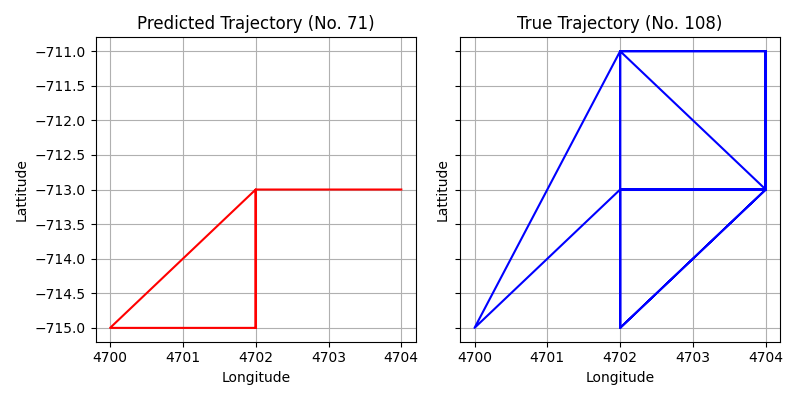 Predicted Trajectory (No. 71)
Lattitude
−711.0
−711.5
−712.0
−712.5
−713.0
−713.5
−714.0
−714.5
−715.0
4700 4701 4702 4703 4704
Longitude
True Trajectory (No. 108)
Lattitude
4700 4701 4702 4703 4704
Longitude